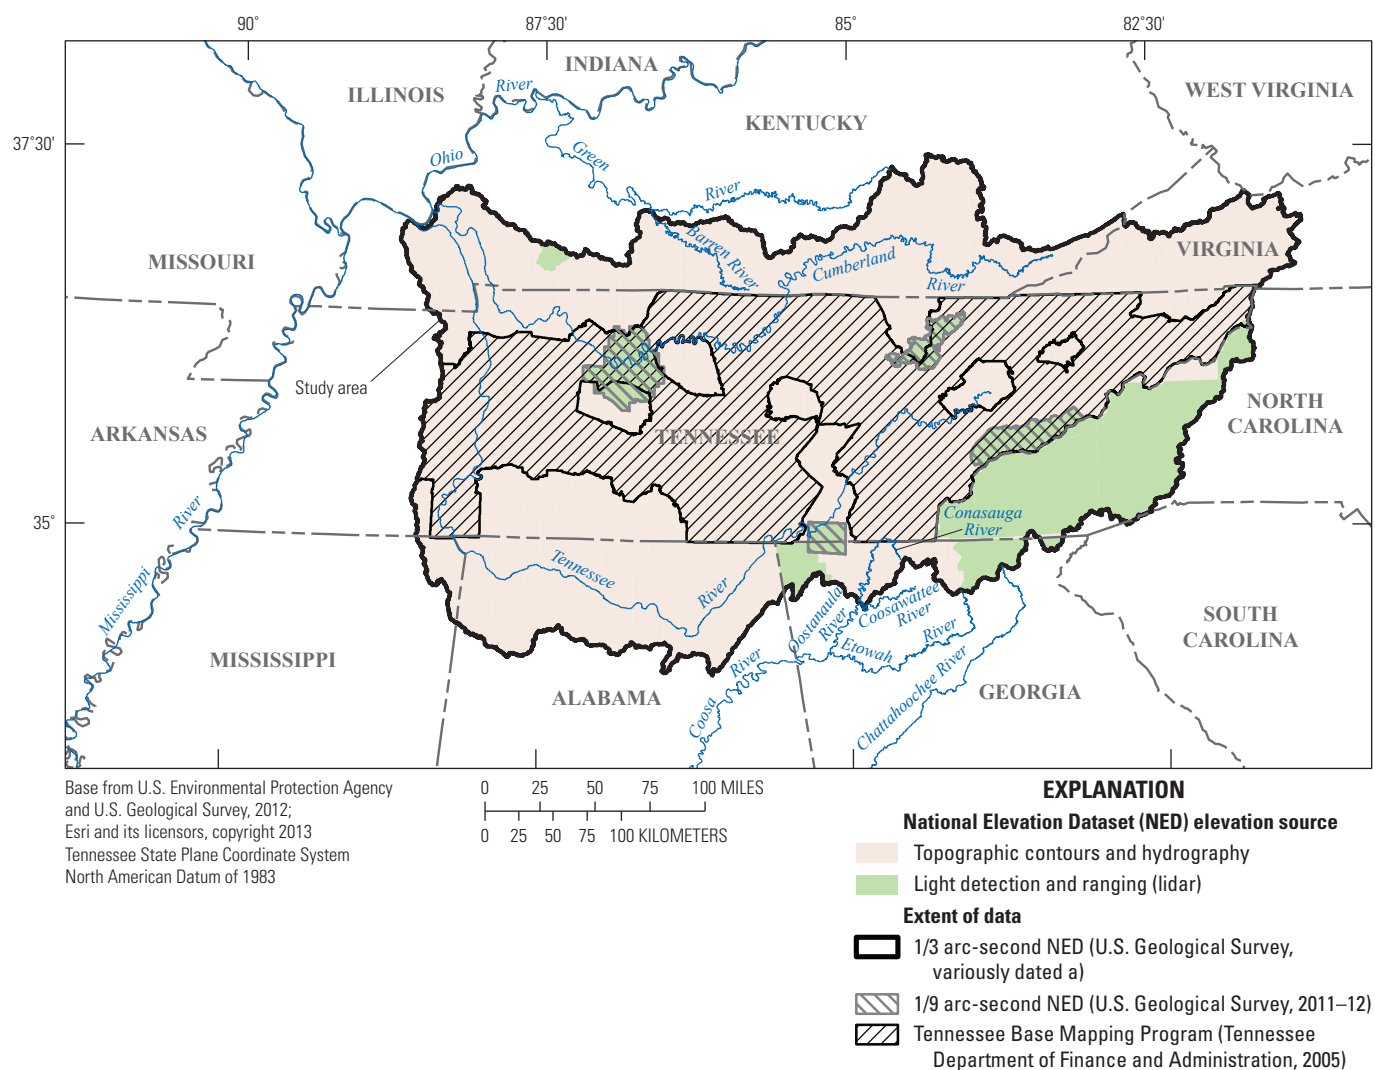 90°
87°30'
85°
82°30'
INDIANA
ILLINOIS
River
WEST VIRGINIA
KENTUCKY
37°30'
Ohio
Green
River
Barren River
VIRGINIA
MISSOURI
Cumberland
River
Study area
NORTH
CAROLINA
ARKANSAS
TENNESSEE
River
35°
Conasauga
River
Mississippi
Tennessee
River
Oostanaula
River
Coosawattee
River
SOUTH
CAROLINA
MISSISSIPPI
River
Etowah
River
Coosa
ALABAMA
Chattahoochee River
GEORGIA
Base from U.S. Environmental Protection Agency
and U.S. Geological Survey, 2012;
Esri and its licensors, copyright 2013
Tennessee State Plane Coordinate System
North American Datum of 1983
0 25 50 75 100 MILES
0 25 50 75 100 KILOMETERS
EXPLANATION
National Elevation Dataset (NED) elevation source
Topographic contours and hydrography
Light detection and ranging (lidar)
Extent of data
1/3 arc-second NED (U.S. Geological Survey,
variously dated a)
1/9 arc-second NED (U.S. Geological Survey, 2011–12)
Tennessee Base Mapping Program (Tennessee
Department of Finance and Administration, 2005)